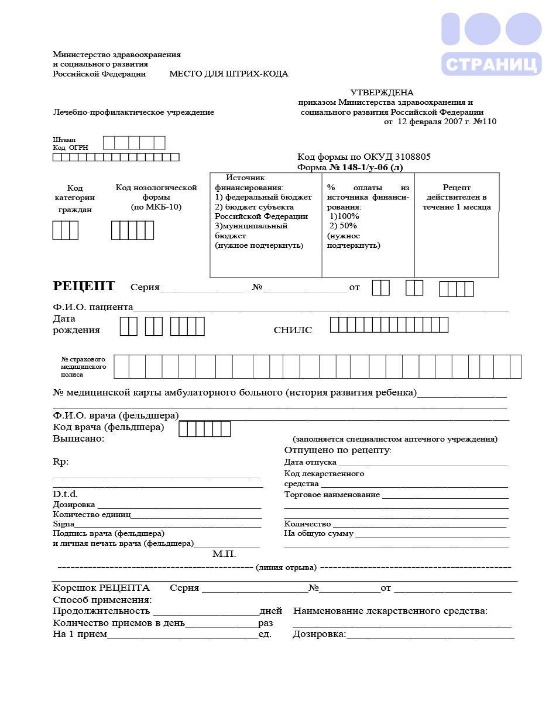 100
СТРАНИЦ
Министерство здравоохранения
и социального развития
Российской Федерации МЕСТО ДЛЯ ШТРИХ-КОДА
УТВЕРЖДЕНА
приказом Министерства здравоохранения и
Лечебно-профилактическое учреждение социального развития Российской Федерации
от 12 февраля 2007 г. №110
Штамп
Код ОГРН
Код формы по ОКУД 3108805
Форма № 148-1/у-06 (л)
Код
категории
граждан
Код нозологической
формы
(по МКБ-10)
Источник
финансирования:
1) федеральный бюджет
2) бюджет субъекта
Российской Федерации
3)муниципальный
бюджет
(нужное подчеркнуть)
% оплаты из
источника финанси-
рования:
1)100%
2) 50%
(нужное
подчеркнуть)
Рецепт
действителен в
течение 1 месяца
РЕЦЕПТ Серия № от
Ф.И.О. пациента
Дата
рождения СНИЛС
№ страхового
медицинского
полиса
№ медицинской карты амбулаторного больного (история развития ребенка)
Ф.И.О. врача (фельдшера)
Код врача (фельдшера)
Выписано: (заполняется специалистом аптечного учреждения)
Отпущено по рецепту:
Rp: Дата отпуска
Код лекарственного
средства
D.t.d. Торговое наименование
Дозировка
Количество единиц
Signa Количество
Подпись врача (фельдшера) На общую сумму
и личная печать врача (фельдшера)
М.П.
(линия отрыва)
Корешок РЕЦЕПТА Серия № от
Способ применения:
Продолжительность дней Наименование лекарственного средства:
Количество приемов в день раз
На 1 прием ед. Дозировка: